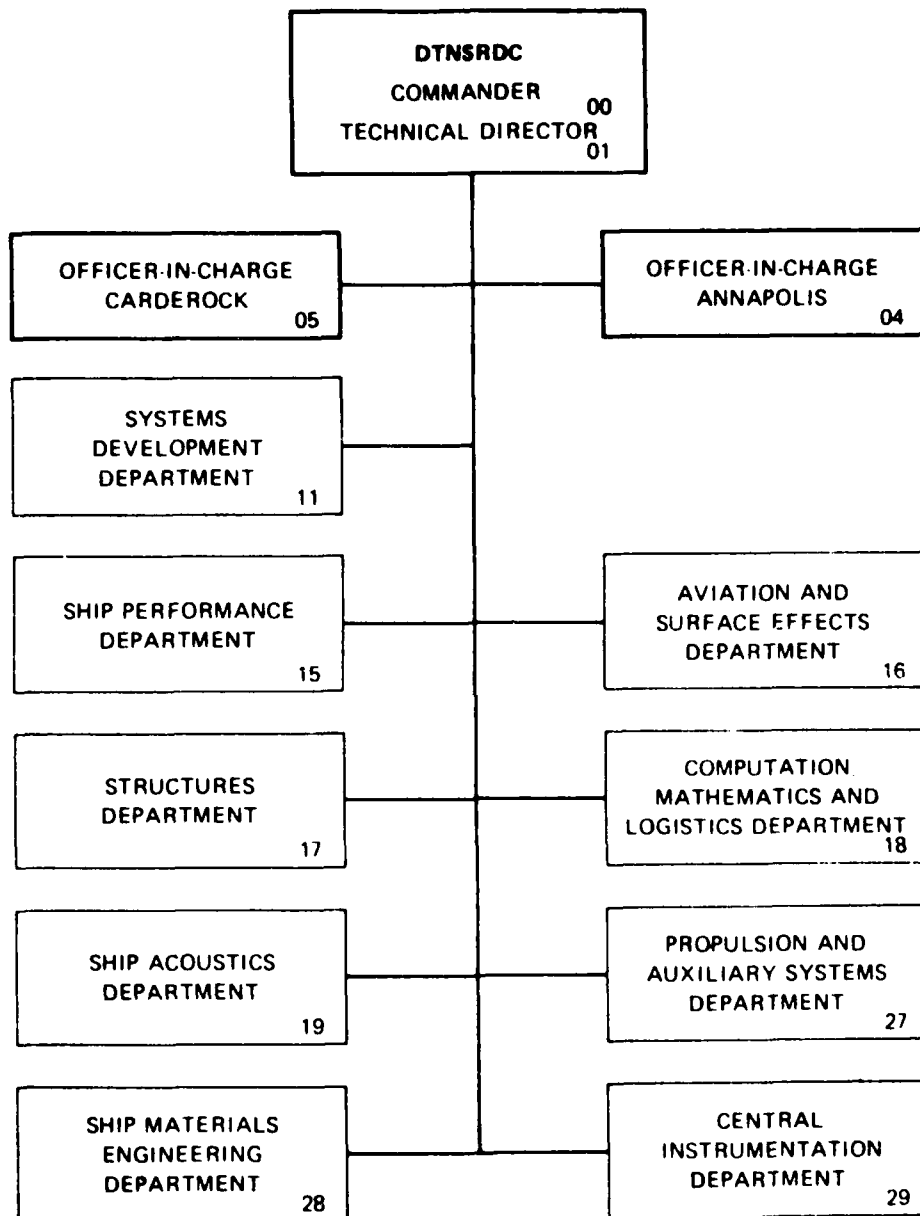 DTNSRDC
COMMANDER
00
TECHNICAL DIRECTOR
01
OFFICER-IN-CHARGE
CARDEROCK
05
OFFICER-IN-CHARGE
ANNAPOLIS
04
SYSTEMS
DEVELOPMENT
DEPARTMENT
11
SHIP PERFORMANCE
DEPARTMENT
15
AVIATION AND
SURFACE EFFECTS
DEPARTMENT
16
STRUCTURES
DEPARTMENT
17
COMPUTATION
MATHEMATICS AND
LOGISTICS DEPARTMENT
18
SHIP ACOUSTICS
DEPARTMENT
19
PROPULSION AND
AUXILIARY SYSTEMS
DEPARTMENT
27
SHIP MATERIALS
ENGINEERING
DEPARTMENT
28
CENTRAL
INSTRUMENTATION
DEPARTMENT
29